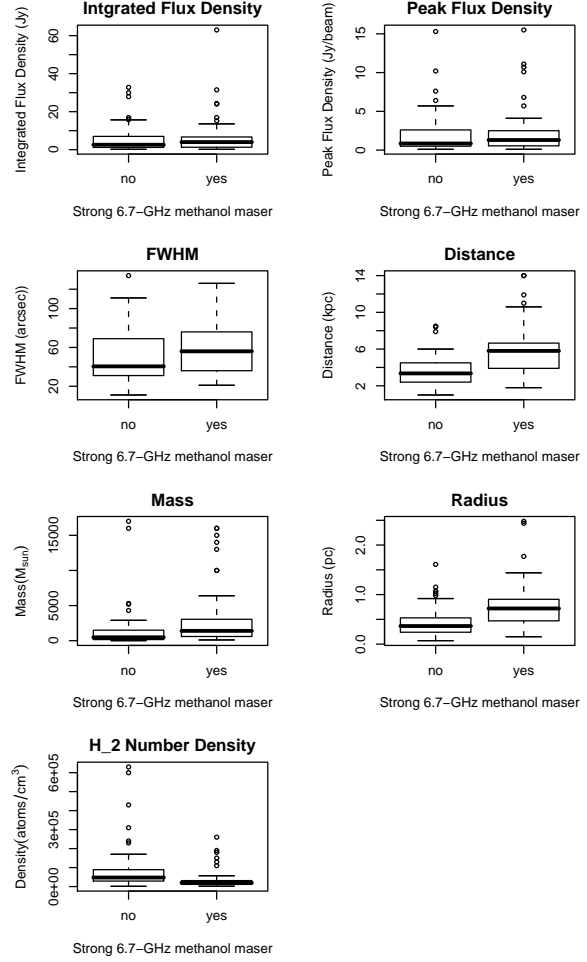 Intgrated Flux Density
Integrated Flux Density (Jy)
0 20 40 60
no yes
Strong 6.7−GHz methanol maser
Peak Flux Density
Peak Flux Density (Jy/beam)
0 5 10 15
no yes
Strong 6.7−GHz methanol maser
FWHM
FWHM (arcsec))
20 60 100
no yes
Strong 6.7−GHz methanol maser
Distance
Distance (kpc)
2 6 10 14
no yes
Strong 6.7−GHz methanol maser
Mass
Mass(Msun)
0 5000 15000
no yes
Strong 6.7−GHz methanol maser
Radius
Radius (pc)
0.0 1.0 2.0
no yes
Strong 6.7−GHz methanol maser
H_2 Number Density
Density(atoms/cm³)
0e+00 3e+05 6e+05
no yes
Strong 6.7−GHz methanol maser